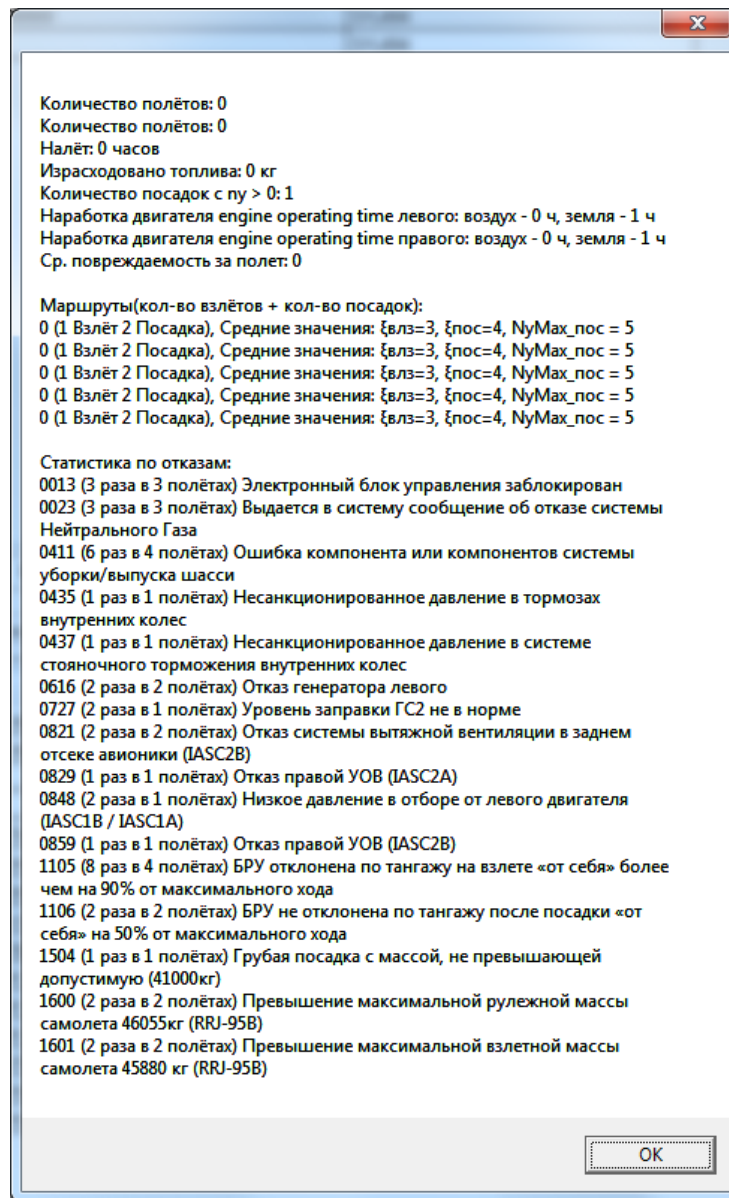 Количество полётов: 0
Количество полётов: 0
Налёт: 0 часов
Израсходовано топлива: 0 кг
Количество посадок с ny > 0: 1
Наработка двигателя engine operating time левого: воздух - 0 ч, земля - 1 ч
Наработка двигателя engine operating time правого: воздух - 0 ч, земля - 1 ч
Ср. повреждаемость за полет: 0
Маршруты(кол-во взлётов + кол-во посадок):
0 (1 Взлёт 2 Посадка), Средние значения: ξвлз=3, ξпос=4, NyMax_пос = 5
0 (1 Взлёт 2 Посадка), Средние значения: ξвлз=3, ξпос=4, NyMax_пос = 5
0 (1 Взлёт 2 Посадка), Средние значения: ξвлз=3, ξпос=4, NyMax_пос = 5
0 (1 Взлёт 2 Посадка), Средние значения: ξвлз=3, ξпос=4, NyMax_пос = 5
0 (1 Взлёт 2 Посадка), Средние значения: ξвлз=3, ξпос=4, NyMax_пос = 5
Статистика по отказам:
0013 (3 раза в 3 полётах) Электронный блок управления заблокирован
0023 (3 раза в 3 полётах) Выдается в систему сообщение об отказе системы
Нейтрального Газа
0411 (6 раз в 4 полётах) Ошибка компонента или компонентов системы
уборки/выпуска шасси
0435 (1 раз в 1 полётах) Несанкционированное давление в тормозах
внутренних колес
0437 (1 раз в 1 полётах) Несанкционированное давление в системе
стояночного торможения внутренних колес
0616 (2 раза в 2 полётах) Отказ генератора левого
0727 (2 раза в 1 полётах) Уровень заправки ГС2 не в норме
0821 (2 раза в 2 полётах) Отказ системы вытяжной вентиляции в заднем
отсеке авионики (IASC2B)
0829 (1 раз в 1 полётах) Отказ правой УОВ (IASC2A)
0848 (2 раза в 1 полётах) Низкое давление в отборе от левого двигателя
(IASC1B / IASC1A)
0859 (1 раз в 1 полётах) Отказ правой УОВ (IASC2B)
1105 (8 раз в 4 полётах) БРУ отклонена по тангажу на взлете «от себя» более
чем на 90% от максимального хода
1106 (2 раза в 2 полётах) БРУ не отклонена по тангажу после посадки «от
себя» на 50% от максимального хода
1504 (1 раз в 1 полётах) Грубая посадка с массой, не превышающей
допустимую (41000кг)
1600 (2 раза в 2 полётах) Превышение максимальной рулежной массы
самолета 46055кг (RRJ-95B)
1601 (2 раза в 2 полётах) Превышение максимальной взлетной массы
самолета 45880 кг (RRJ-95B)
OK